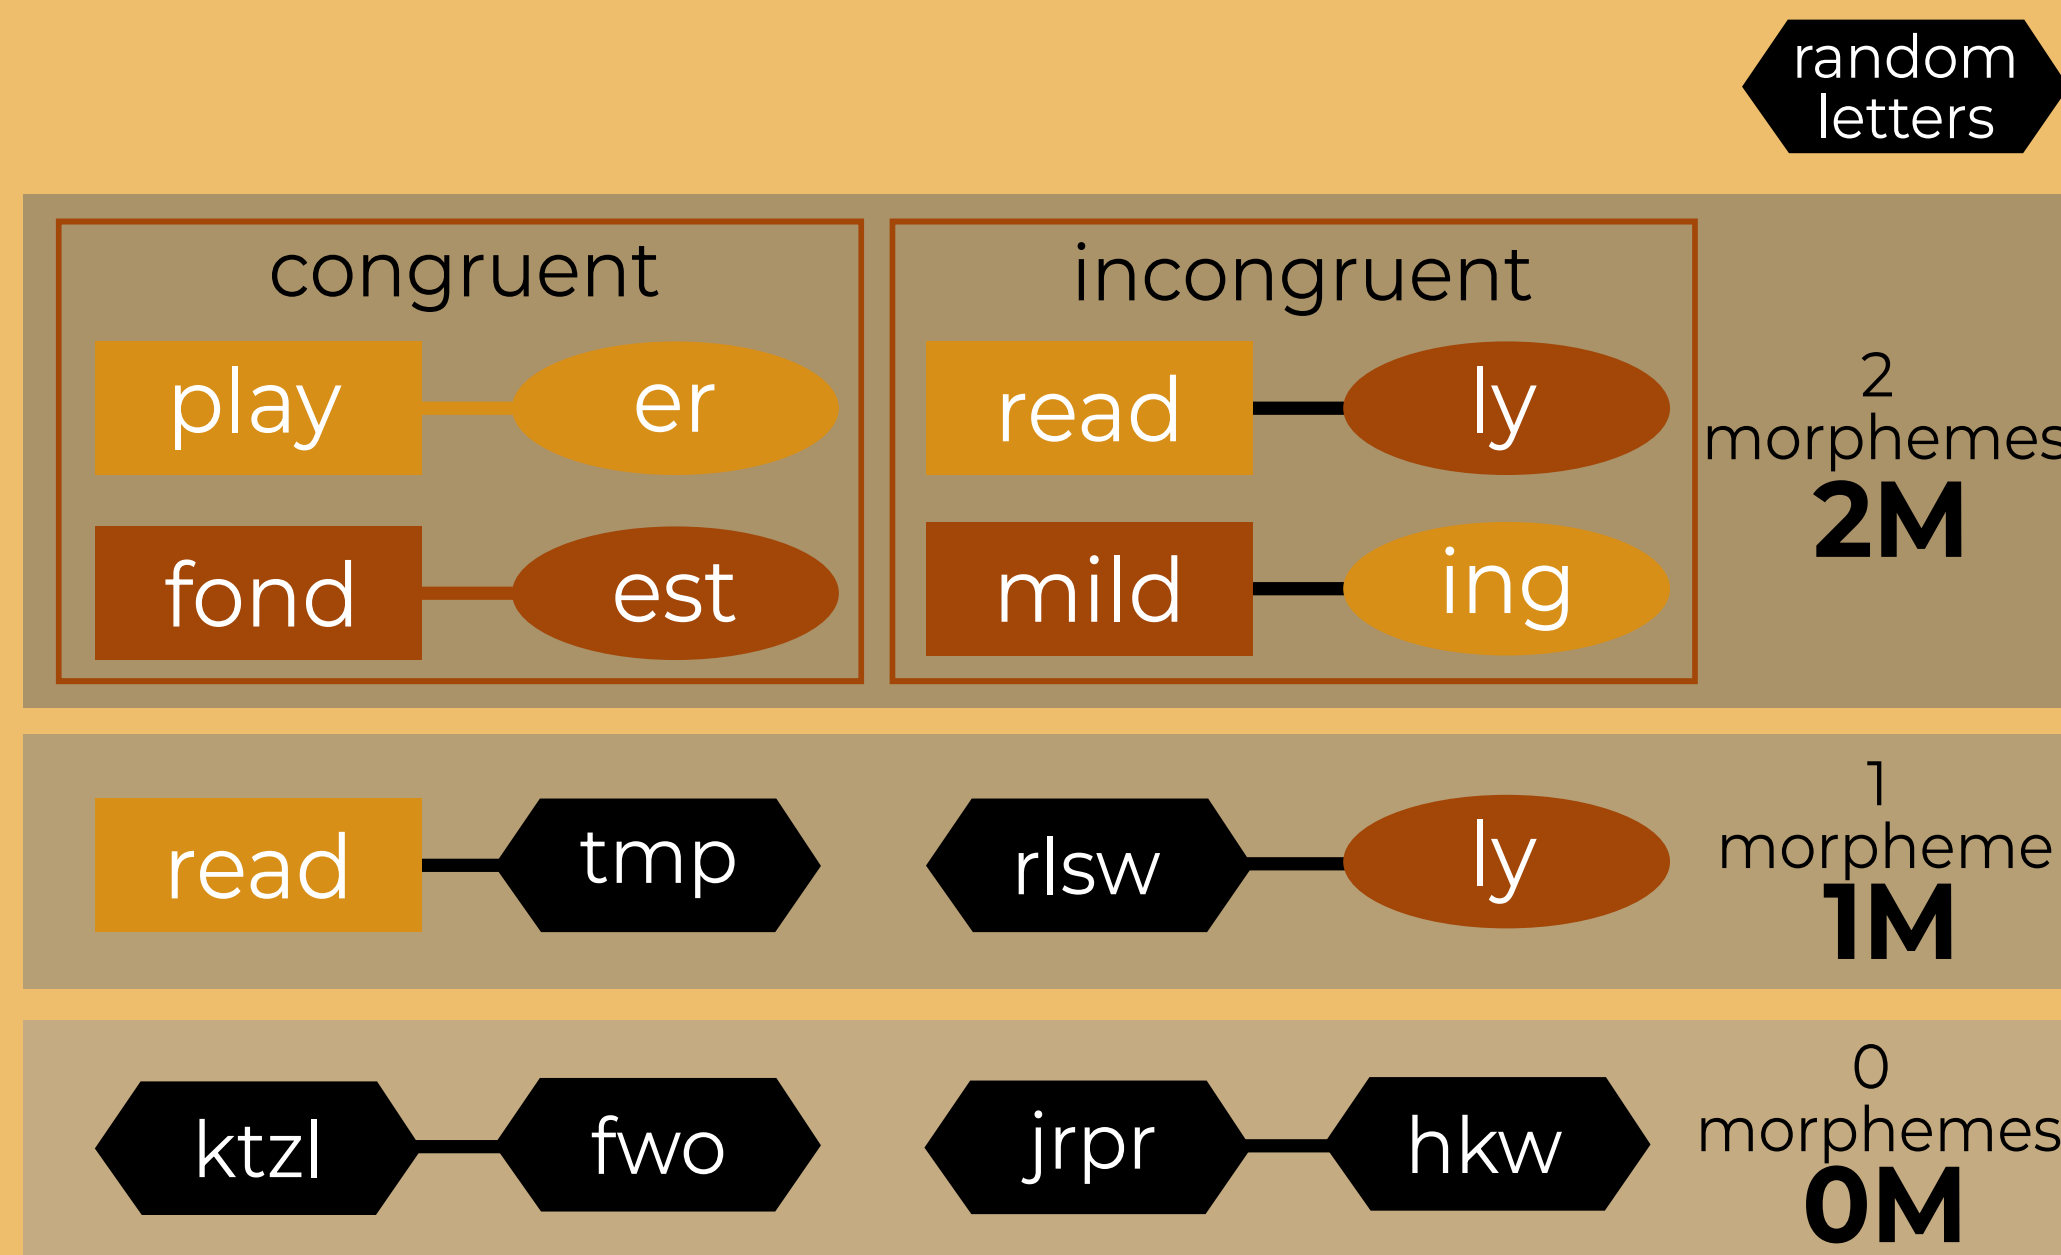 random
letters
congruent
incongruent
play er
read ly
fond est
mild ing
2
morphemes
2M
read tmp
rlsw ly
1
morpheme
1M
ktzl fwo
jrpr hkw
0
morphemes
0M